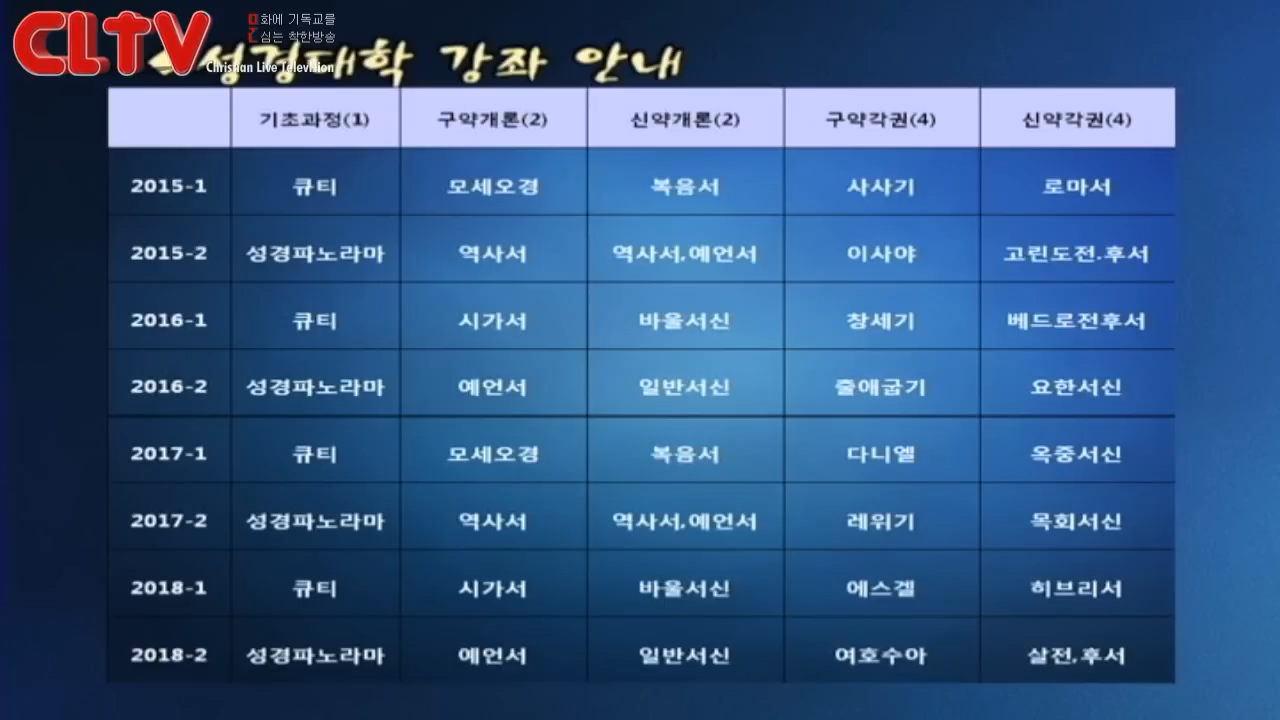 CLTV
화에 기독교를
심는 착한방송
Christian Live Television
성경대학 강좌 안내
기초과정(1) 구약개론(2) 신약개론(2) 구약각권(4) 신약각권(4)
2015-1 큐티 모세오경 복음서 사사기 로마서
2015-2 성경파노라마 역사서 역사서,예언서 이사야 고린도전.후서
2016-1 큐티 시가서 바울서신 창세기 베드로전후서
2016-2 성경파노라마 예언서 일반서신 출애굽기 요한서신
2017-1 큐티 모세오경 복음서 다니엘 옥중서신
2017-2 성경파노라마 역사서 역사서,예언서 레위기 목회서신
2018-1 큐티 시가서 바울서신 에스겔 히브리서
2018-2 성경파노라마 예언서 일반서신 여호수아 살전,후서